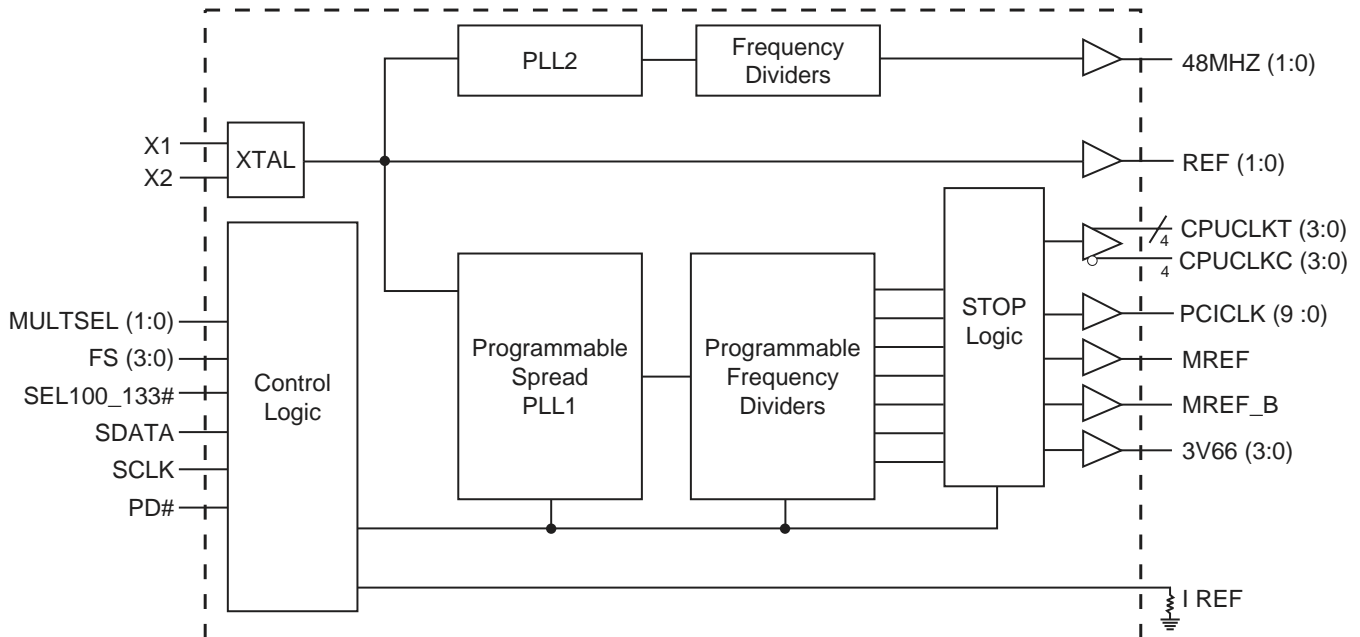 PLL2
Frequency
Dividers
48MHZ (1:0)
X1
X2
XTAL
REF (1:0)
4
CPUCLKT (3:0)
4
CPUCLKC (3:0)
MULTSEL (1:0)
FS (3:0)
SEL100_133#
SDATA
SCLK
PD#
Control
Logic
Programmable
Spread
PLL1
Programmable
Frequency
Dividers
STOP
Logic
PCICLK (9 :0)
MREF
MREF_B
3V66 (3:0)
I REF